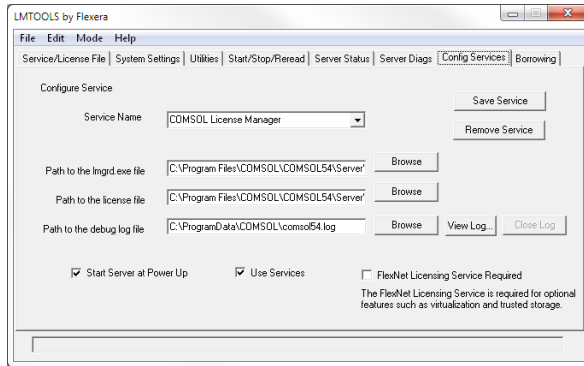 LMTOOLS by Flexera
File Edit Mode Help
Service/License File System Settings Utilities Start/Stop/Reread Server Status Server Diags Config Services Borrowing
Configure Service
Save Service
Service Name
COMSOL License Manager
Remove Service
Path to the lmgrd.exe file
C:\Program Files\COMSOL\COMSOL54\Server'
Browse
Path to the license file
C:\Program Files\COMSOL\COMSOL54\Server'
Browse
Path to the debug log file
C:\ProgramData\COMSOL\comsol54.log
Browse
View Log...
Close Log
Start Server at Power Up
Use Services
FlexNet Licensing Service Required
The FlexNet Licensing Service is required for optional
features such as virtualization and trusted storage.